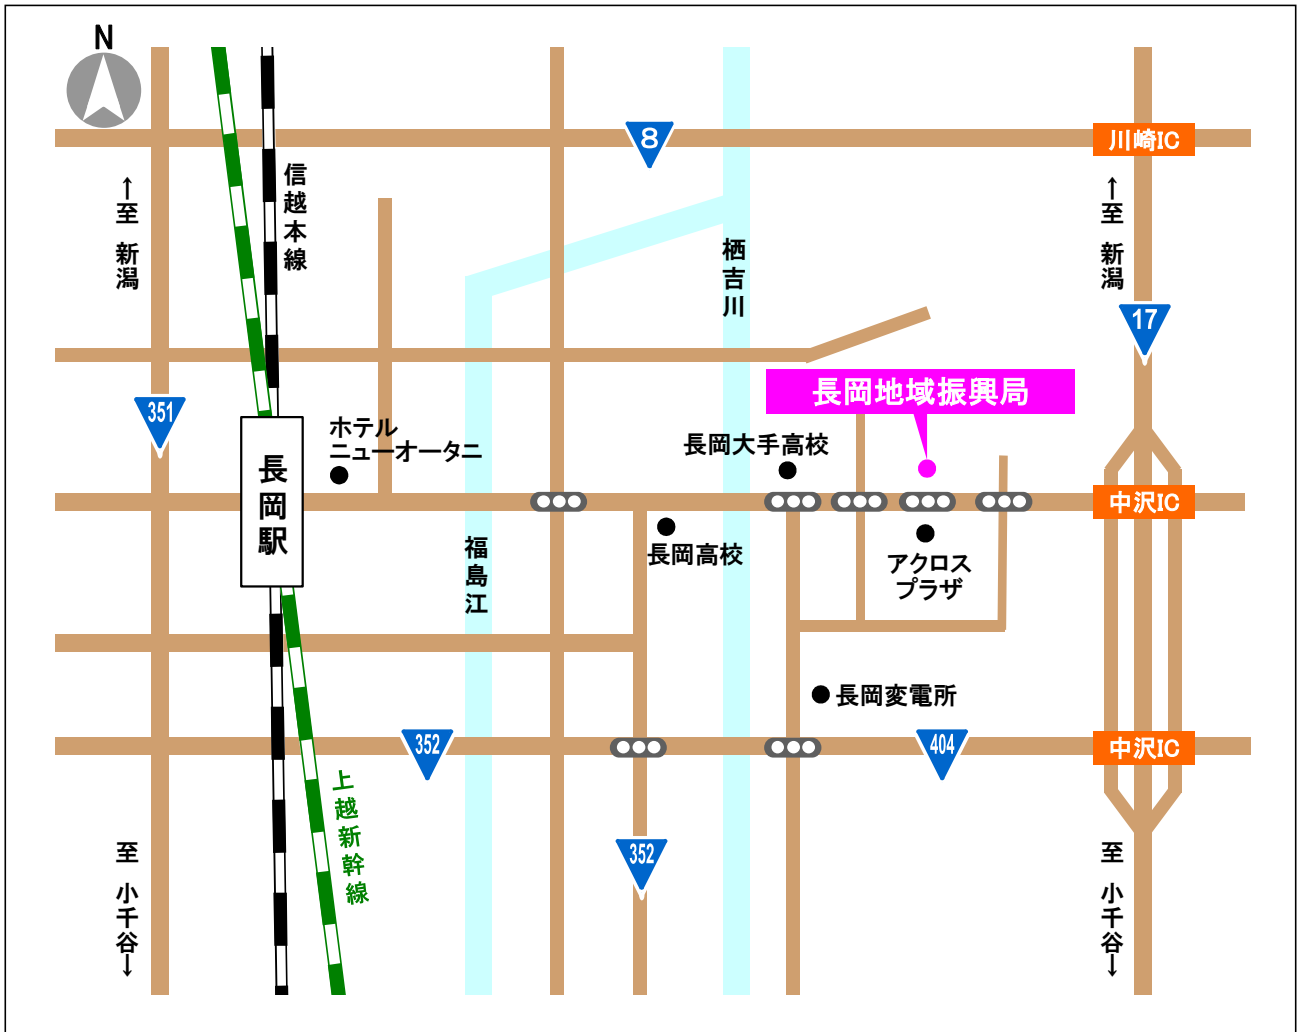 N
8
川崎IC
信越本線
←至 新潟
←至 新潟
栖吉川
17
長岡地域振興局
351
ホテル
ニューオータニ
長岡大手高校
長岡駅
中沢IC
長岡高校
福島江
アクロス
プラザ
長岡変電所
352
404
中沢IC
上越新幹線
352
至 小千谷→
至 小千谷→